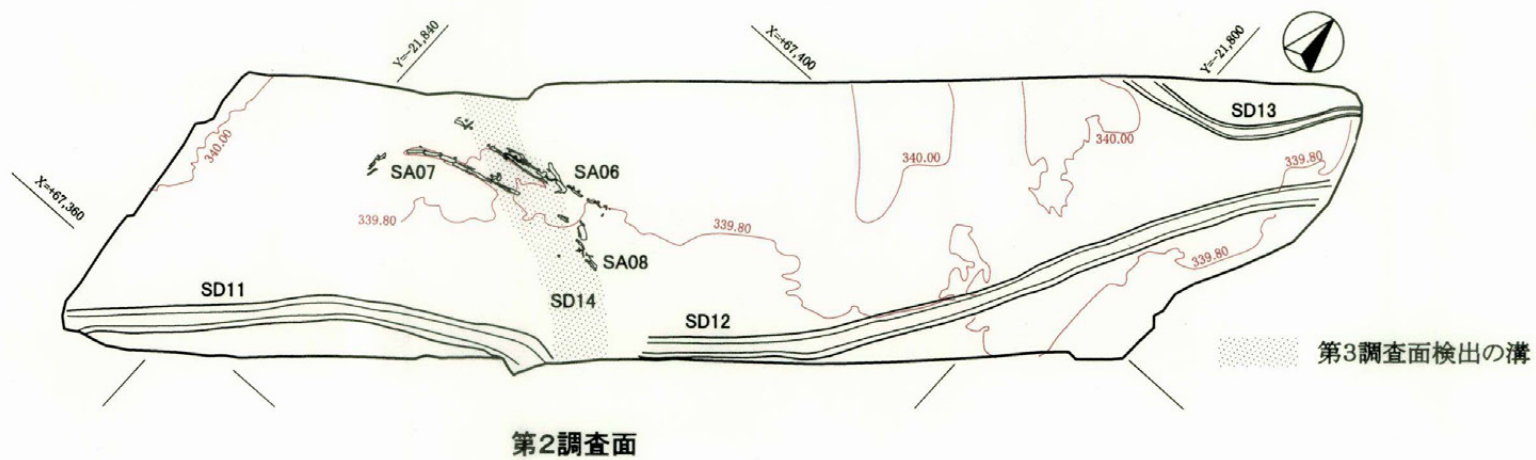 Y=-21,840
X=+67,400
Y=-21,800
SD13
340.00
340.00
340.00
339.80
SA06
SA07
X=+67,360
339.80
339.80
339.80
SA08
SD11
SD14
SD12
第3調査面検出の溝
第2調査面